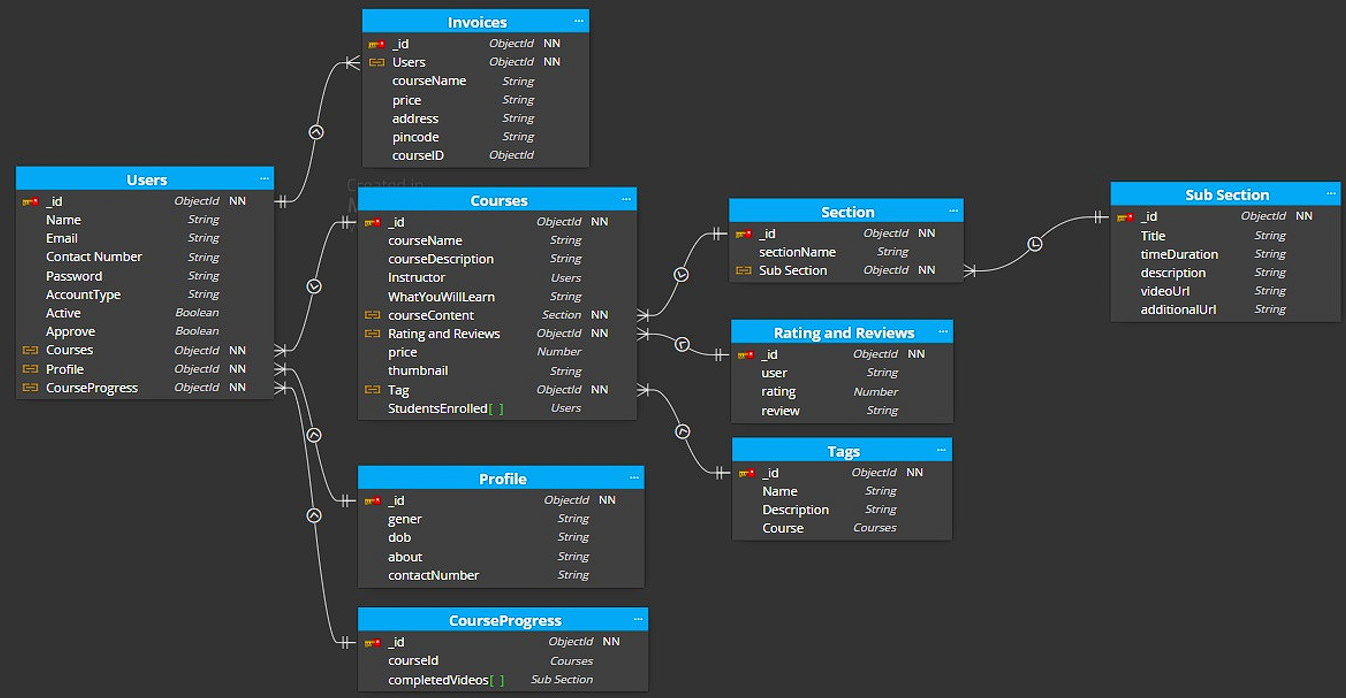 Invoices ...
_id ObjectId NN
Users ObjectId NN
courseName String
price String
address String
pincode String
courseID ObjectId
Users ...
_id ObjectId NN
Name String
Email String
Contact Number String
Password String
AccountType String
Active Boolean
Approve Boolean
Courses ObjectId NN
Profile ObjectId NN
CourseProgress ObjectId NN
Created in
Courses ...
_id ObjectId NN
courseName String
courseDescription String
Instructor Users
WhatYouWillLearn String
courseContent Section NN
Rating and Reviews ObjectId NN
price Number
thumbnail String
Tag ObjectId NN
StudentsEnrolled[ ] Users
Section ...
_id ObjectId NN
sectionName String
Sub Section ObjectId NN
Sub Section ...
_id ObjectId NN
Title String
timeDuration String
description String
videoUrl String
additionalUrl String
Rating and Reviews ...
_id ObjectId NN
user String
rating Number
review String
Tags ...
_id ObjectId NN
Name String
Description String
Course Courses
Profile ...
_id ObjectId NN
gener String
dob String
about String
contactNumber String
CourseProgress ...
_id ObjectId NN
courseId Courses
completedVideos[ ] Sub Section